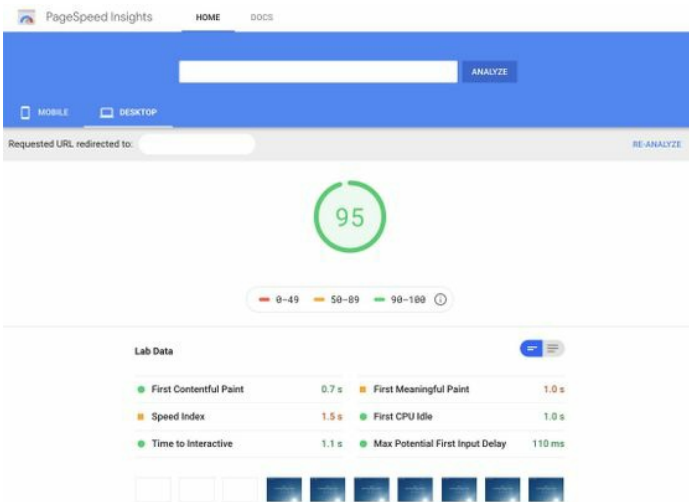 PageSpeed Insights HOME DOCS
ANALYZE
MOBILE DESKTOP
Requested URL redirected to: RE-ANALYZE
95
0-49 50-89 90-100
Lab Data
First Contentful Paint 0.7 s First Meaningful Paint 1.0 s
Speed Index 1.5 s First CPU Idle 1.0 s
Time to Interactive 1.1 s Max Potential First Input Delay 110 ms